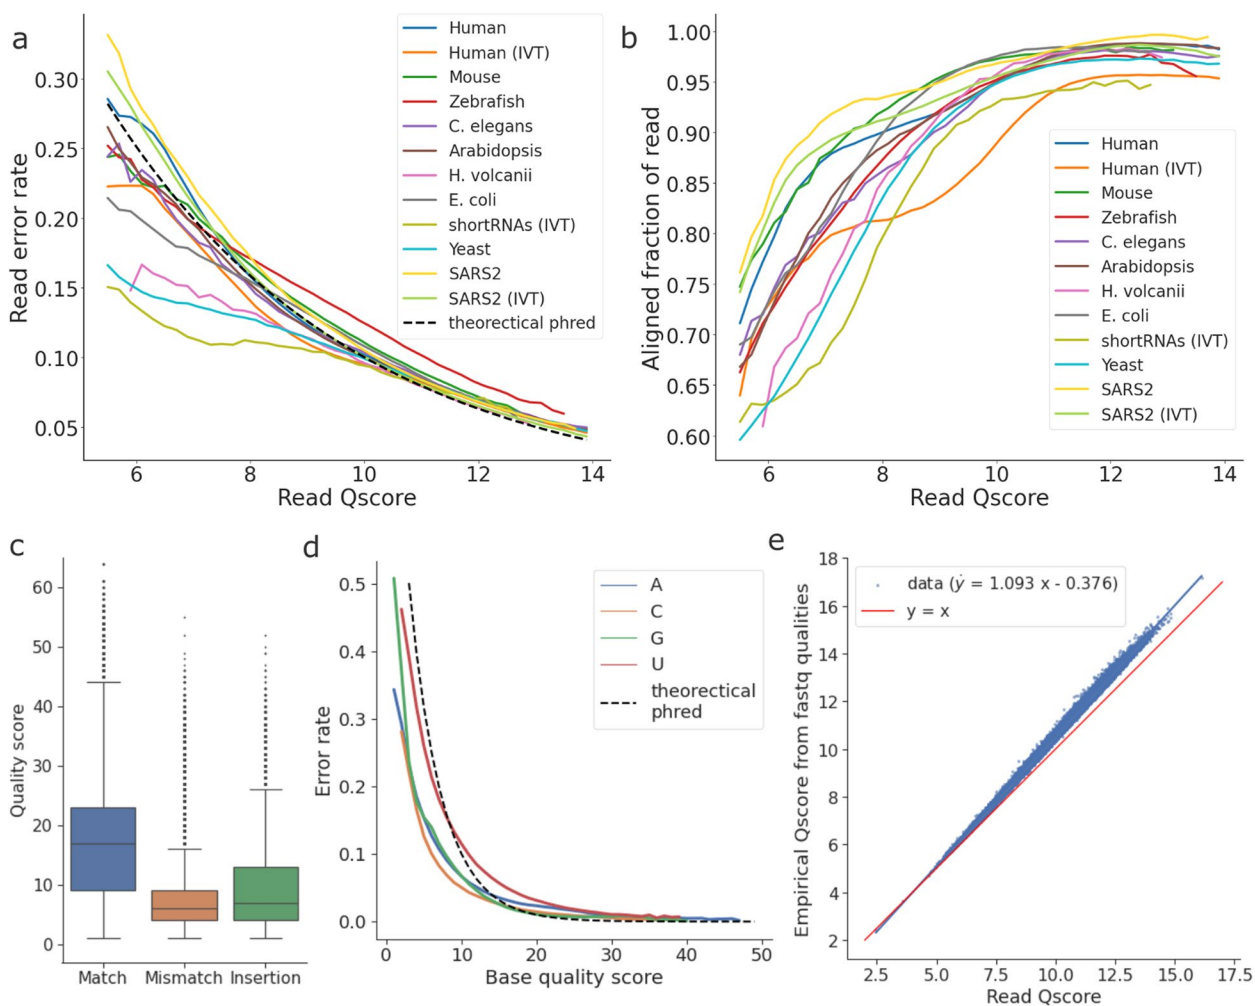 a
0.30
0.25
0.20
0.15
0.10
0.05
Read error rate
6
8
10
12
14
Read Qscore
Human
Human (IVT)
Mouse
Zebrafish
C. elegans
Arabidopsis
H. volcanii
E. coli
shortRNAs (IVT)
Yeast
SARS2
SARS2 (IVT)
theorectical phred
b
1.00
0.95
0.90
0.85
0.80
0.75
0.70
0.65
0.60
Aligned fraction of read
6
8
10
12
14
Read Qscore
Human
Human (IVT)
Mouse
Zebrafish
C. elegans
Arabidopsis
H. volcanii
E. coli
shortRNAs (IVT)
Yeast
SARS2
SARS2 (IVT)
c
60
50
40
30
20
10
0
Quality score
Match
Mismatch
Insertion
d
0.5
0.4
0.3
0.2
0.1
0.0
Error rate
0
10
20
30
40
50
Base quality score
A
C
G
U
theorectical
phred
e
18
16
14
12
10
8
6
4
2
Empirical Qscore from fastq qualities
2.5
5.0
7.5
10.0
12.5
15.0
17.5
Read Qscore
data (ẏ = 1.093 x - 0.376)
y = x